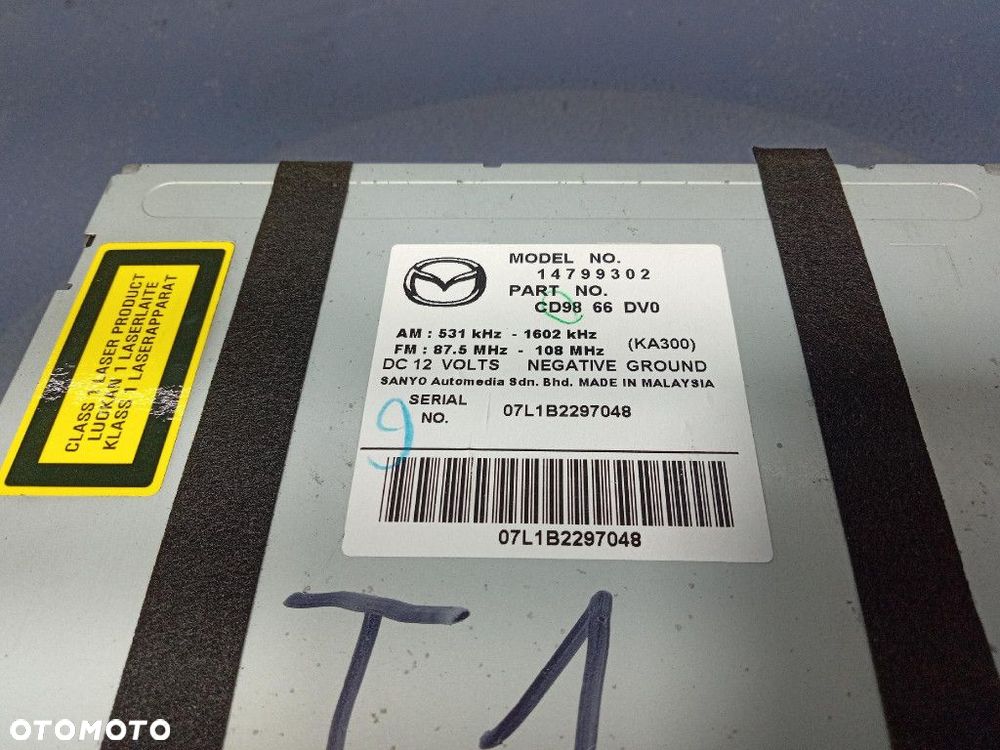 MODEL NO.
14799302
PART NO.
CD98 66 DV0
AM : 531 kHz - 1602 kHz
FM : 87.5 MHz - 108 MHz
(KA300)
DC 12 VOLTS NEGATIVE GROUND
SANYO Automedia Sdn. Bhd. MADE IN MALAYSIA
SERIAL
NO.
07L1B2297048
9
07L1B2297048
CLASS 1 LASER PRODUCT
LUOKAN 1 LASERLAITE
KLASS 1 LASERAPPARAT
T1
OTOMOTO